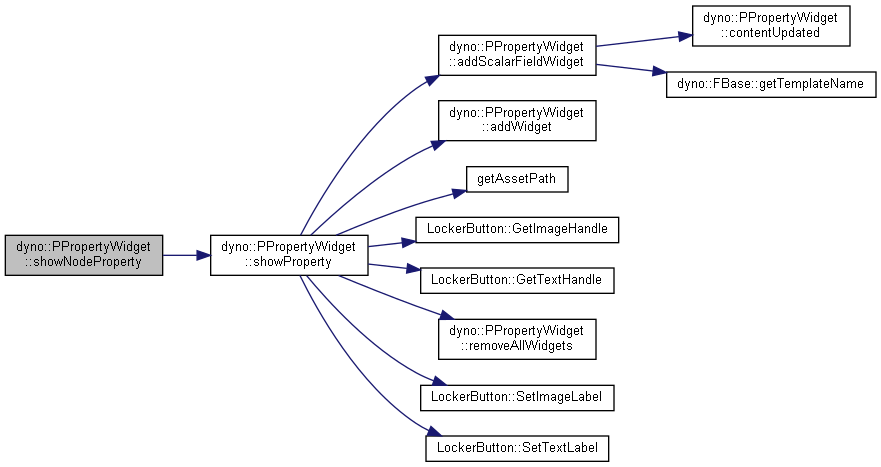 dyno::PPropertyWidget
::showNodeProperty
dyno::PPropertyWidget
::showProperty
dyno::PPropertyWidget
::addScalarFieldWidget
dyno::PPropertyWidget
::contentUpdated
dyno::FBase::getTemplateName
dyno::PPropertyWidget
::addWidget
getAssetPath
LockerButton::GetImageHandle
LockerButton::GetTextHandle
dyno::PPropertyWidget
::removeAllWidgets
LockerButton::SetImageLabel
LockerButton::SetTextLabel